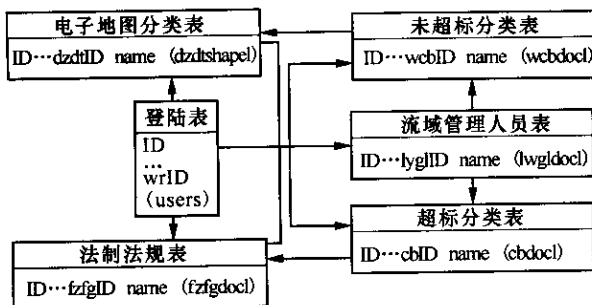 电子地图分类表
ID…dzdtID name (dzdtshapel)
未超标分类表
ID…wcbID name (wcbdocl)
登陆表
ID
…
wrID
(users)
流域管理人员表
ID…lyglID name (lwgldocl)
超标分类表
ID…cbID name (cbdocl)
法制法规表
ID…fzfgID name (fzfgdocl)